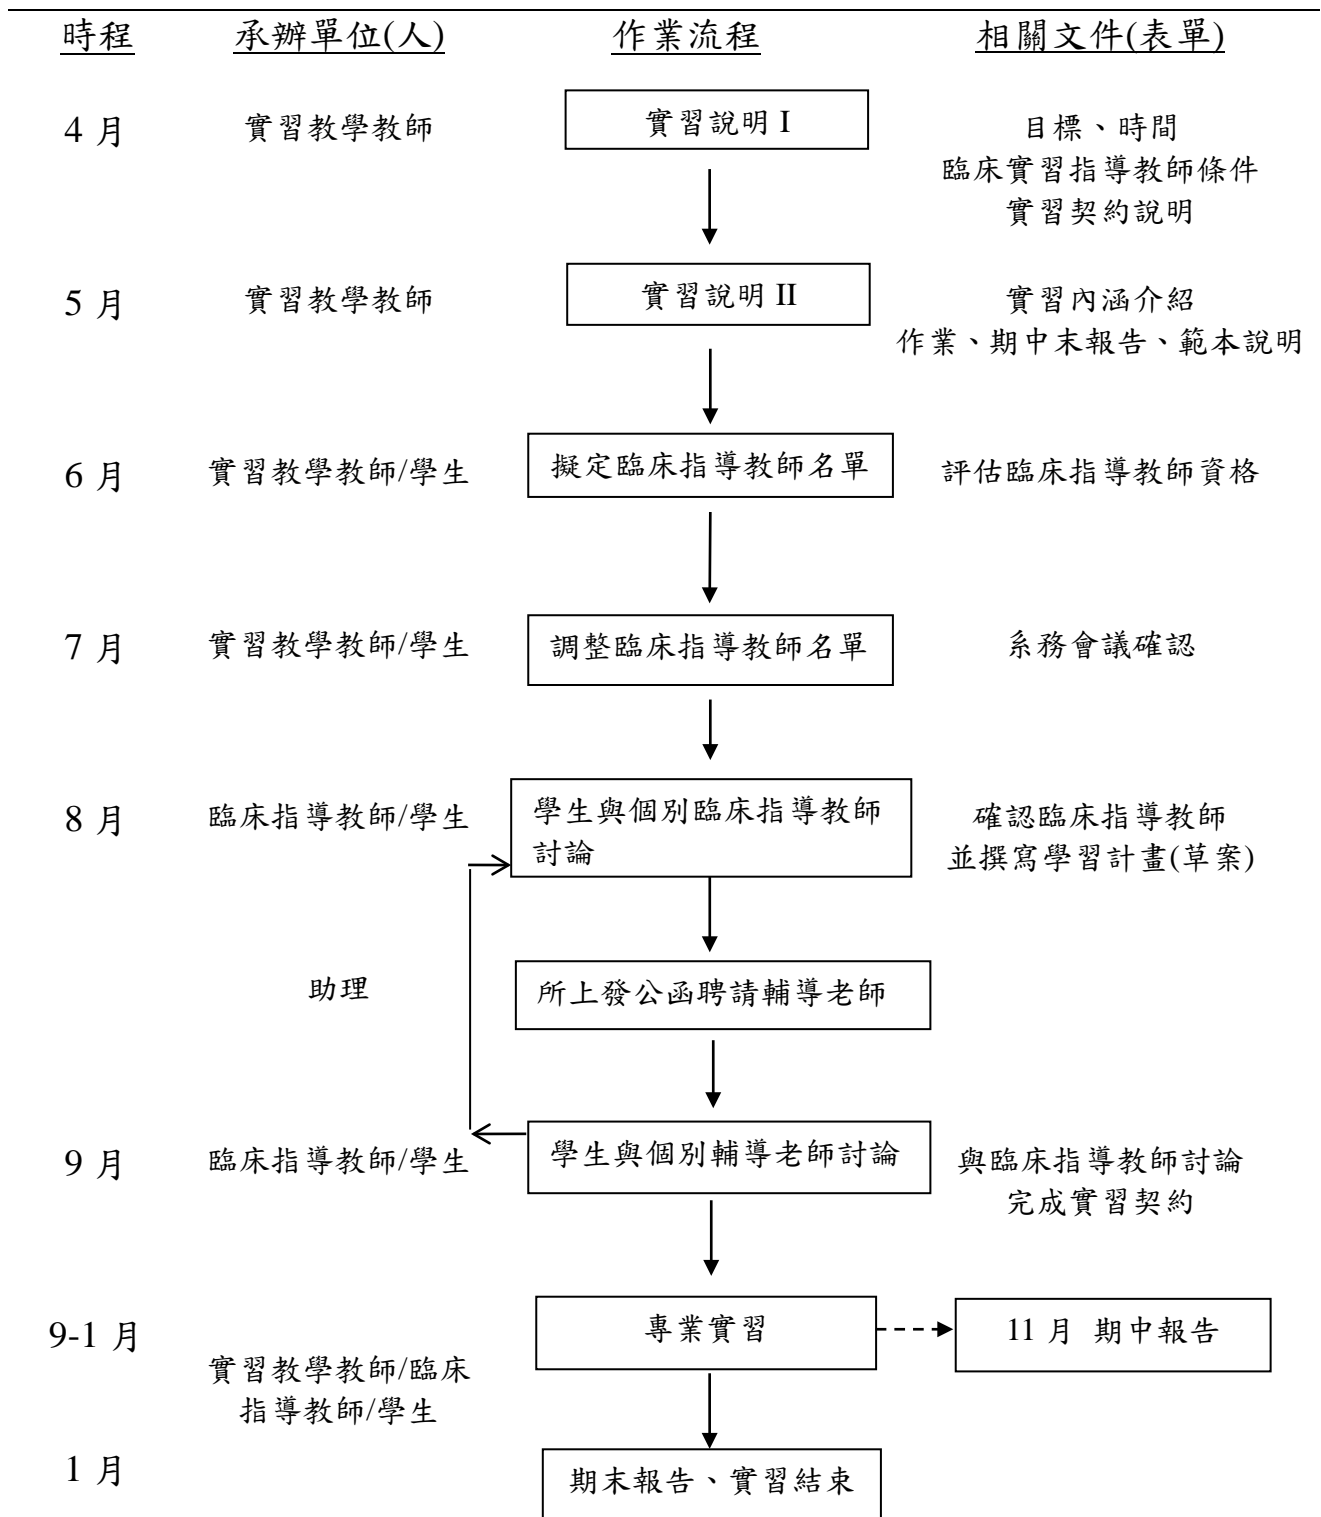 時程 承辦單位(人) 作業流程 相關文件(表單)
4 月 實習教學教師 實習說明 I 目標、時間
臨床實習指導教師條件
實習契約說明
5 月 實習教學教師 實習說明 II 實習內涵介紹
作業、期中末報告、範本說明
6 月 實習教學教師/學生 擬定臨床指導教師名單 評估臨床指導教師資格
7 月 實習教學教師/學生 調整臨床指導教師名單 系務會議確認
8 月 臨床指導教師/學生 學生與個別臨床指導教師 確認臨床指導教師
討論 並撰寫學習計畫(草案)
助理 所上發公函聘請輔導老師
9 月 臨床指導教師/學生 學生與個別輔導老師討論 與臨床指導教師討論
完成實習契約
9-1 月 專業實習 11 月 期中報告
實習教學教師/臨床
指導教師/學生
1 月 期末報告、實習結束